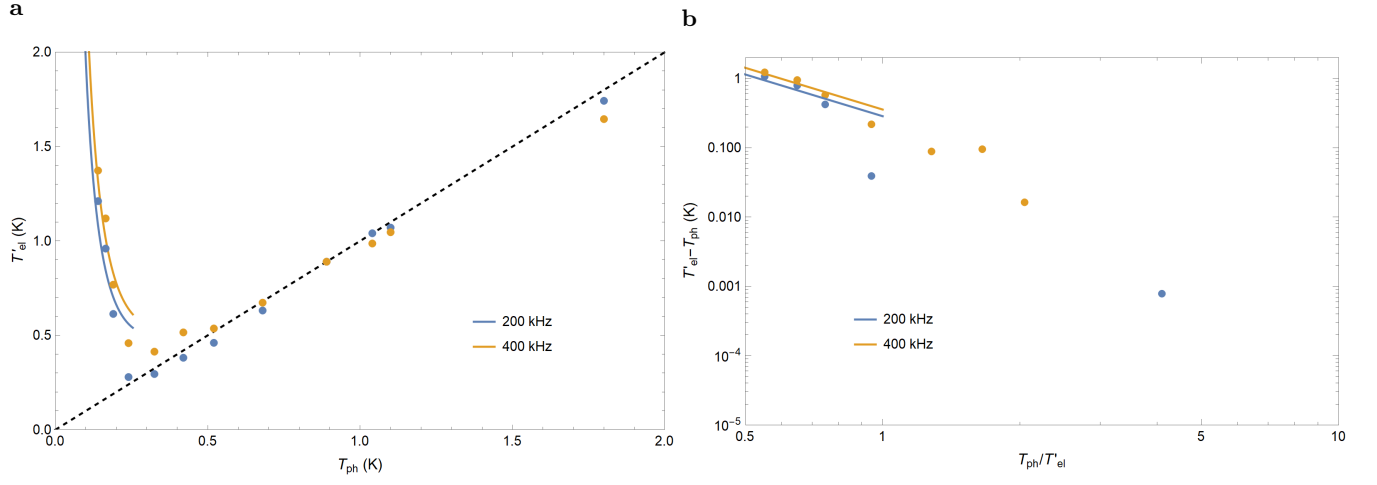 a
2.0
1.5
1.0
0.5
0.0
T'el (K)
0.0 0.5 1.0 1.5 2.0
Tph (K)
200 kHz
400 kHz
b
1
0.100
0.010
0.001
10⁻⁴
10⁻⁵
T'el−Tph (K)
0.5 1 5 10
Tph/T'el
200 kHz
400 kHz